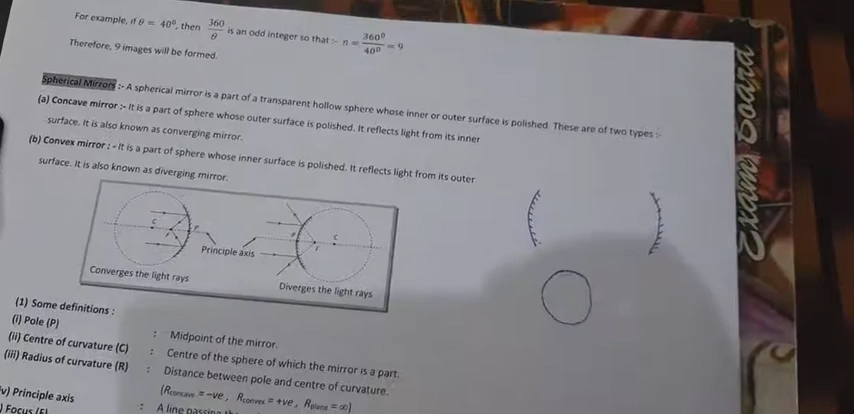 For example, if θ = 40⁰, then 360/θ is an odd integer so that :- n = 360⁰/40⁰ = 9
Therefore, 9 images will be formed.
Spherical Mirrors :- A spherical mirror is a part of a transparent hollow sphere whose inner or outer surface is polished. These are of two types :-
(a) Concave mirror :- It is a part of sphere whose outer surface is polished. It reflects light from its inner
surface. It is also known as converging mirror.
(b) Convex mirror : - It is a part of sphere whose inner surface is polished. It reflects light from its outer
surface. It is also known as diverging mirror.
C F P
P F C
Principle axis
Converges the light rays
Diverges the light rays
(1) Some definitions :
(i) Pole (P) : Midpoint of the mirror.
(ii) Centre of curvature (C) : Centre of the sphere of which the mirror is a part.
(iii) Radius of curvature (R) : Distance between pole and centre of curvature.
(Rconcave = -ve , Rconvex = +ve , Rplane = ∞)
v) Principle axis : A line passing
) Focus (F)
Exam Board